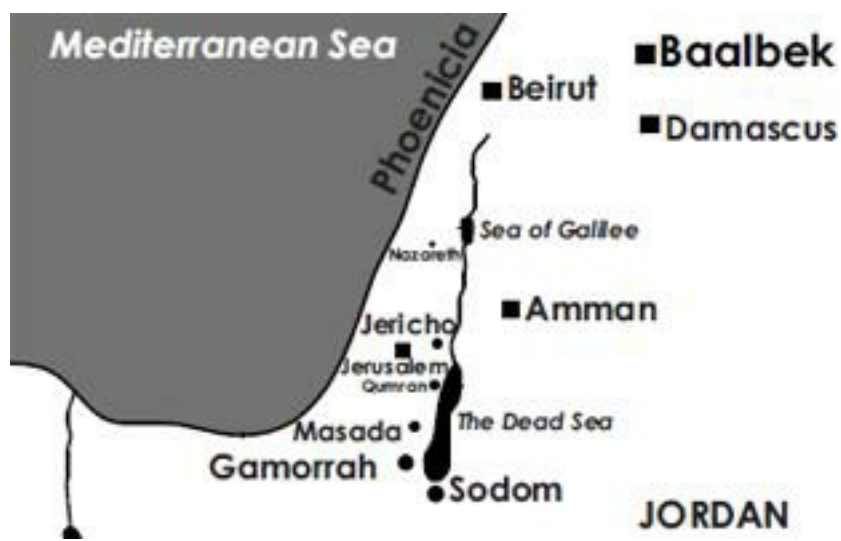 Mediterranean Sea
Phoenicia
Baalbek
Beirut
Damascus
Sea of Galilee
Nazareth
Amman
Jericho
Jerusalem
Qumran
The Dead Sea
Masada
Gamorrah
Sodom
JORDAN